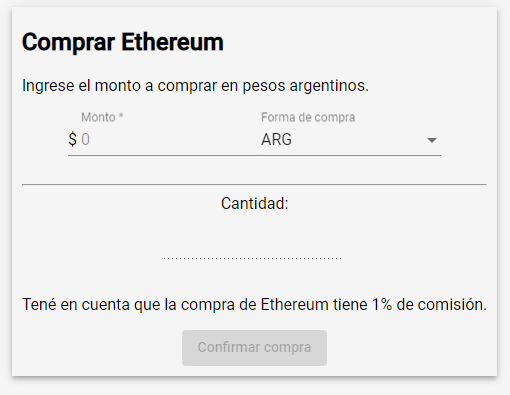 Comprar Ethereum
Ingrese el monto a comprar en pesos argentinos.
Monto * Forma de compra
$ 0 ARG
Cantidad:
Tené en cuenta que la compra de Ethereum tiene 1% de comisión.
Confirmar compra